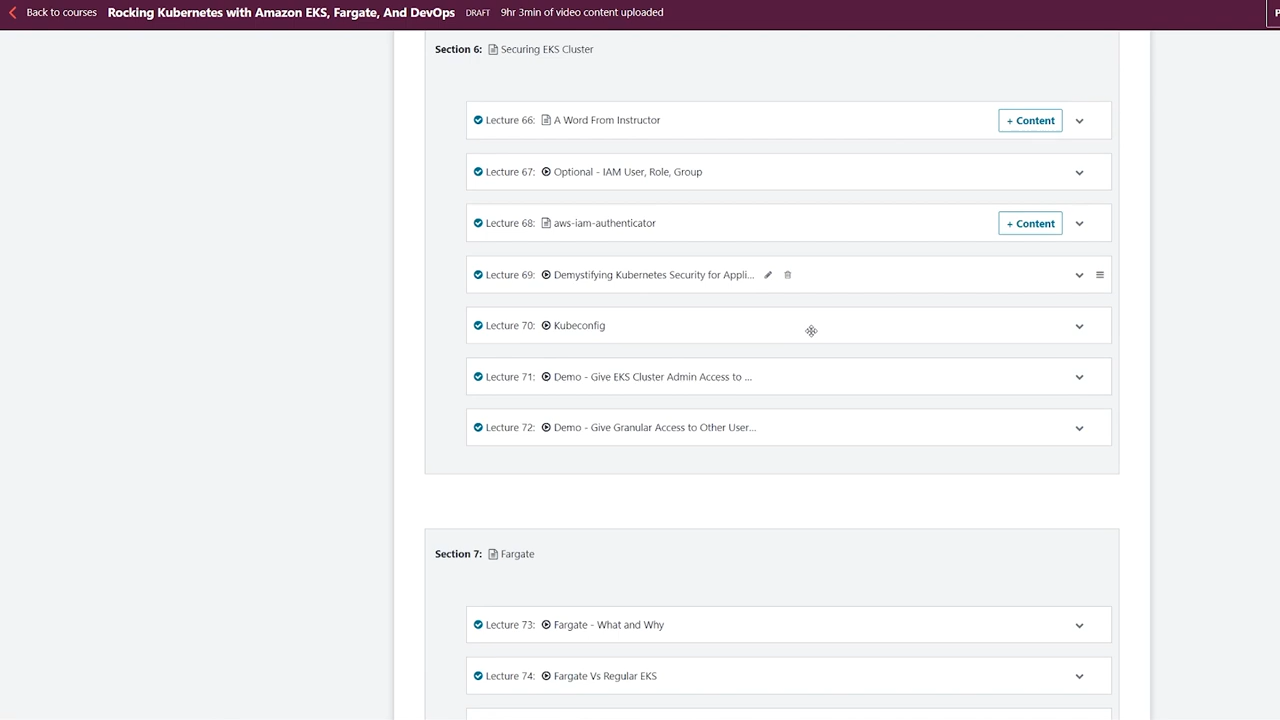 Back to courses Rocking Kubernetes with Amazon EKS, Fargate, And DevOps DRAFT 9hr 3min of video content uploaded P
Section 6: Securing EKS Cluster
Lecture 66: A Word From Instructor + Content
Lecture 67: Optional - IAM User, Role, Group
Lecture 68: aws-iam-authenticator + Content
Lecture 69: Demystifying Kubernetes Security for Appli...
Lecture 70: Kubeconfig
Lecture 71: Demo - Give EKS Cluster Admin Access to ...
Lecture 72: Demo - Give Granular Access to Other User...
Section 7: Fargate
Lecture 73: Fargate - What and Why
Lecture 74: Fargate Vs Regular EKS